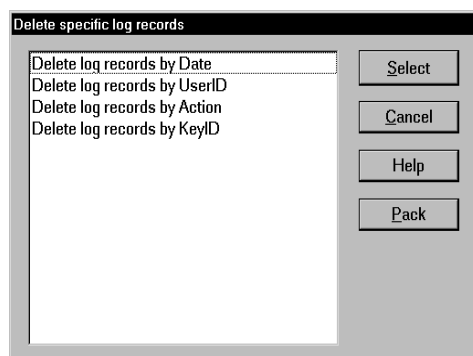 Delete specific log records
Delete log records by Date
Delete log records by UserID
Delete log records by Action
Delete log records by KeyID
Select
Cancel
Help
Pack